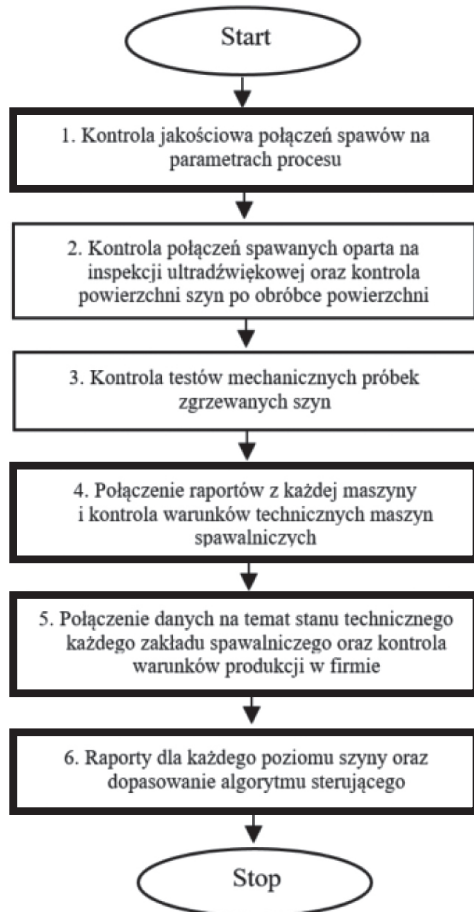 Start
1. Kontrola jakościowa połączeń spawów na
parametrach procesu
2. Kontrola połączeń spawanych oparta na
inspekcji ultradźwiękowej oraz kontrola
powierzchni szyn po obróbce powierzchni
3. Kontrola testów mechanicznych próbek
zgrzewanych szyn
4. Połączenie raportów z każdej maszyny
i kontrola warunków technicznych maszyn
spawalniczych
5. Połączenie danych na temat stanu technicznego
każdego zakładu spawalniczego oraz kontrola
warunków produkcji w firmie
6. Raporty dla każdego poziomu szyny oraz
dopasowanie algorytmu sterującego
Stop